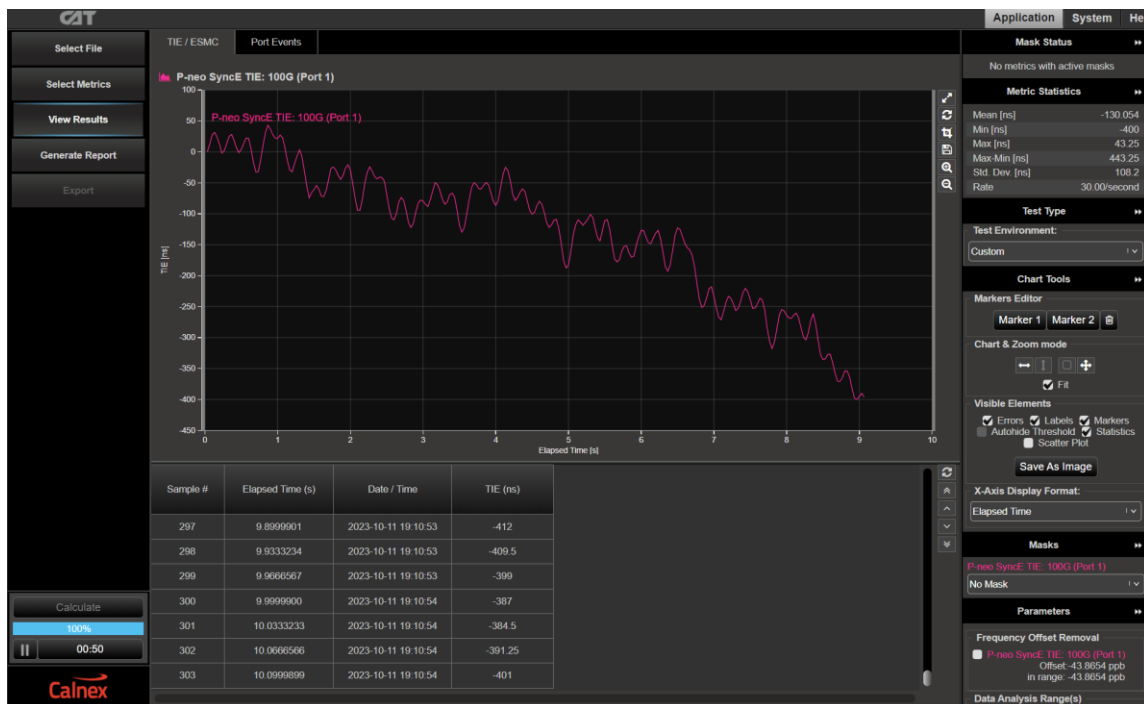 CAT
Application System He
Select File
Select Metrics
View Results
Generate Report
Export
Calculate
100%
00:50
Calnex
TIE / ESMC Port Events
P-neo SyncE TIE: 100G (Port 1)
P-neo SyncE TIE: 100G (Port 1)
TIE [ns]
100
50
0
-50
-100
-150
-200
-250
-300
-350
-400
-450
0 1 2 3 4 5 6 7 8 9 10
Elapsed Time [s]
Sample # Elapsed Time (s) Date / Time TIE (ns)
297 9.8999901 2023-10-11 19:10:53 -412
298 9.9333234 2023-10-11 19:10:53 -409.5
299 9.9666567 2023-10-11 19:10:53 -399
300 9.9999900 2023-10-11 19:10:54 -387
301 10.0333233 2023-10-11 19:10:54 -384.5
302 10.0666566 2023-10-11 19:10:54 -391.25
303 10.0999899 2023-10-11 19:10:54 -401
Mask Status
No metrics with active masks
Metric Statistics
Mean [ns] -130.054
Min [ns] -400
Max [ns] 43.25
Max-Min [ns] 443.25
Std. Dev. [ns] 108.2
Rate 30.00/second
Test Type
Test Environment:
Custom
Chart Tools
Markers Editor
Marker 1 Marker 2
Chart & Zoom mode
Fit
Visible Elements
Errors Labels Markers
Autohide Threshold Statistics
Scatter Plot
Save As Image
X-Axis Display Format:
Elapsed Time
Masks
P-neo SyncE TIE: 100G (Port 1)
No Mask
Parameters
Frequency Offset Removal
P-neo SyncE TIE: 100G (Port 1)
Offset:-43.8654 ppb
in range: -43.8654 ppb
Data Analysis Range(s)